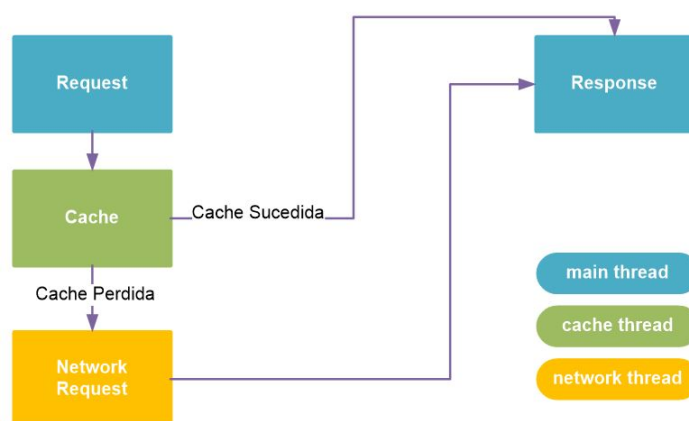 Request
Response
Cache
Cache Sucedida
Cache Perdida
Network
Request
main thread
cache thread
network thread